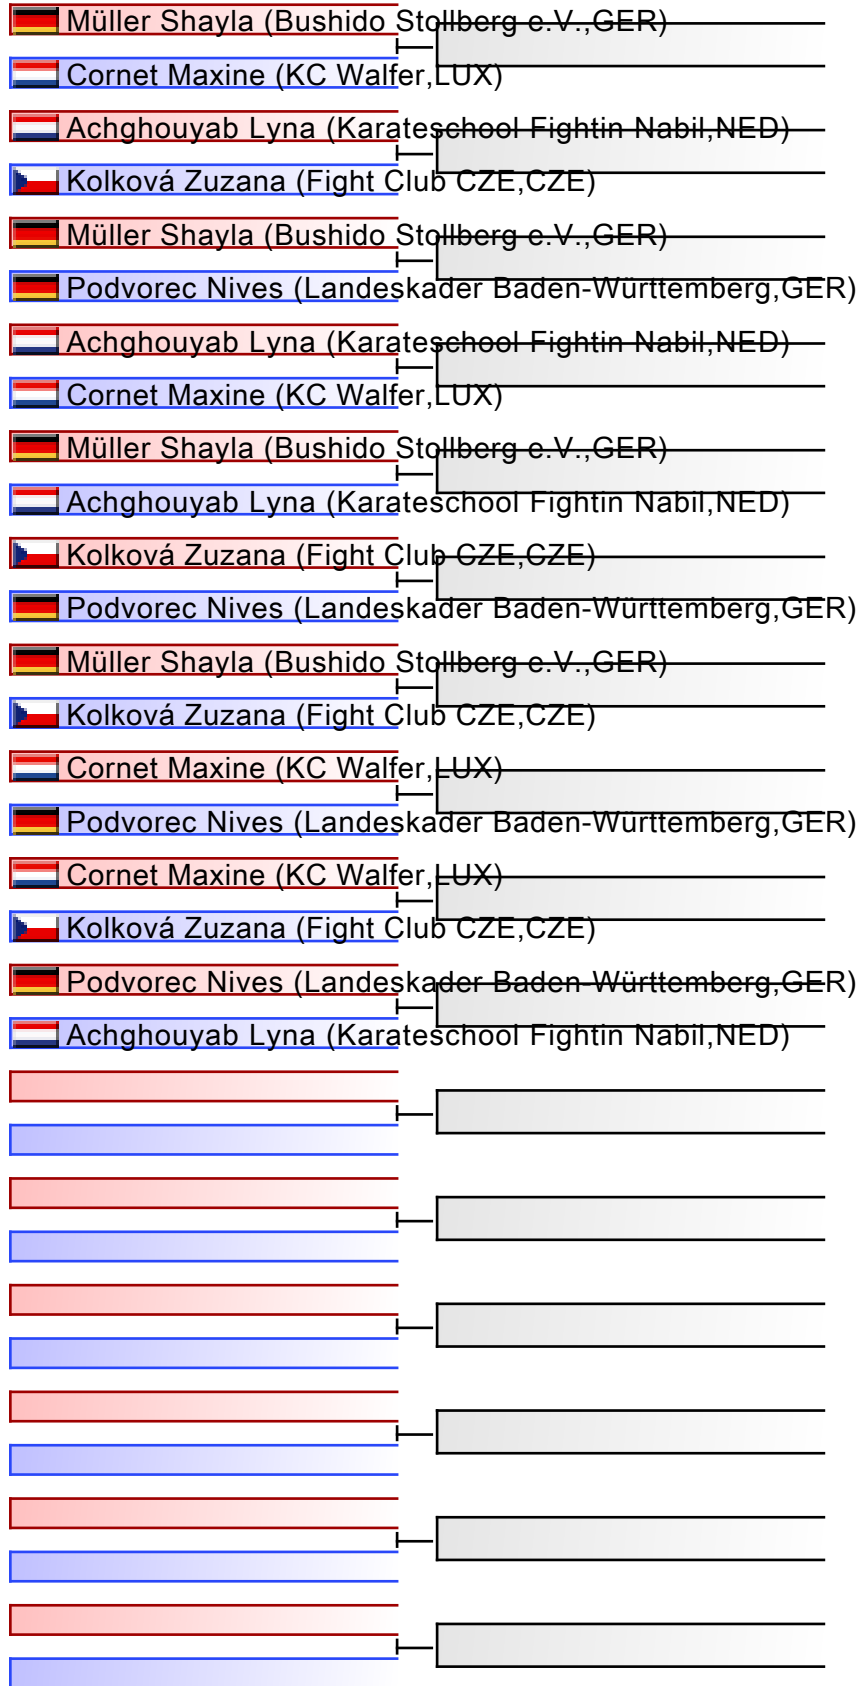 Müller Shayla (Bushido Stollberg e.V.,GER)
Cornet Maxine (KC Walfer,LUX)
Achghouyab Lyna (Karateschool Fightin Nabil,NED)
Kolková Zuzana (Fight Club CZE,CZE)
Müller Shayla (Bushido Stollberg e.V.,GER)
Podvorec Nives (Landeskader Baden-Württemberg,GER)
Achghouyab Lyna (Karateschool Fightin Nabil,NED)
Cornet Maxine (KC Walfer,LUX)
Müller Shayla (Bushido Stollberg e.V.,GER)
Achghouyab Lyna (Karateschool Fightin Nabil,NED)
Kolková Zuzana (Fight Club CZE,CZE)
Podvorec Nives (Landeskader Baden-Württemberg,GER)
Müller Shayla (Bushido Stollberg e.V.,GER)
Kolková Zuzana (Fight Club CZE,CZE)
Cornet Maxine (KC Walfer,LUX)
Podvorec Nives (Landeskader Baden-Württemberg,GER)
Cornet Maxine (KC Walfer,LUX)
Kolková Zuzana (Fight Club CZE,CZE)
Podvorec Nives (Landeskader Baden-Württemberg,GER)
Achghouyab Lyna (Karateschool Fightin Nabil,NED)